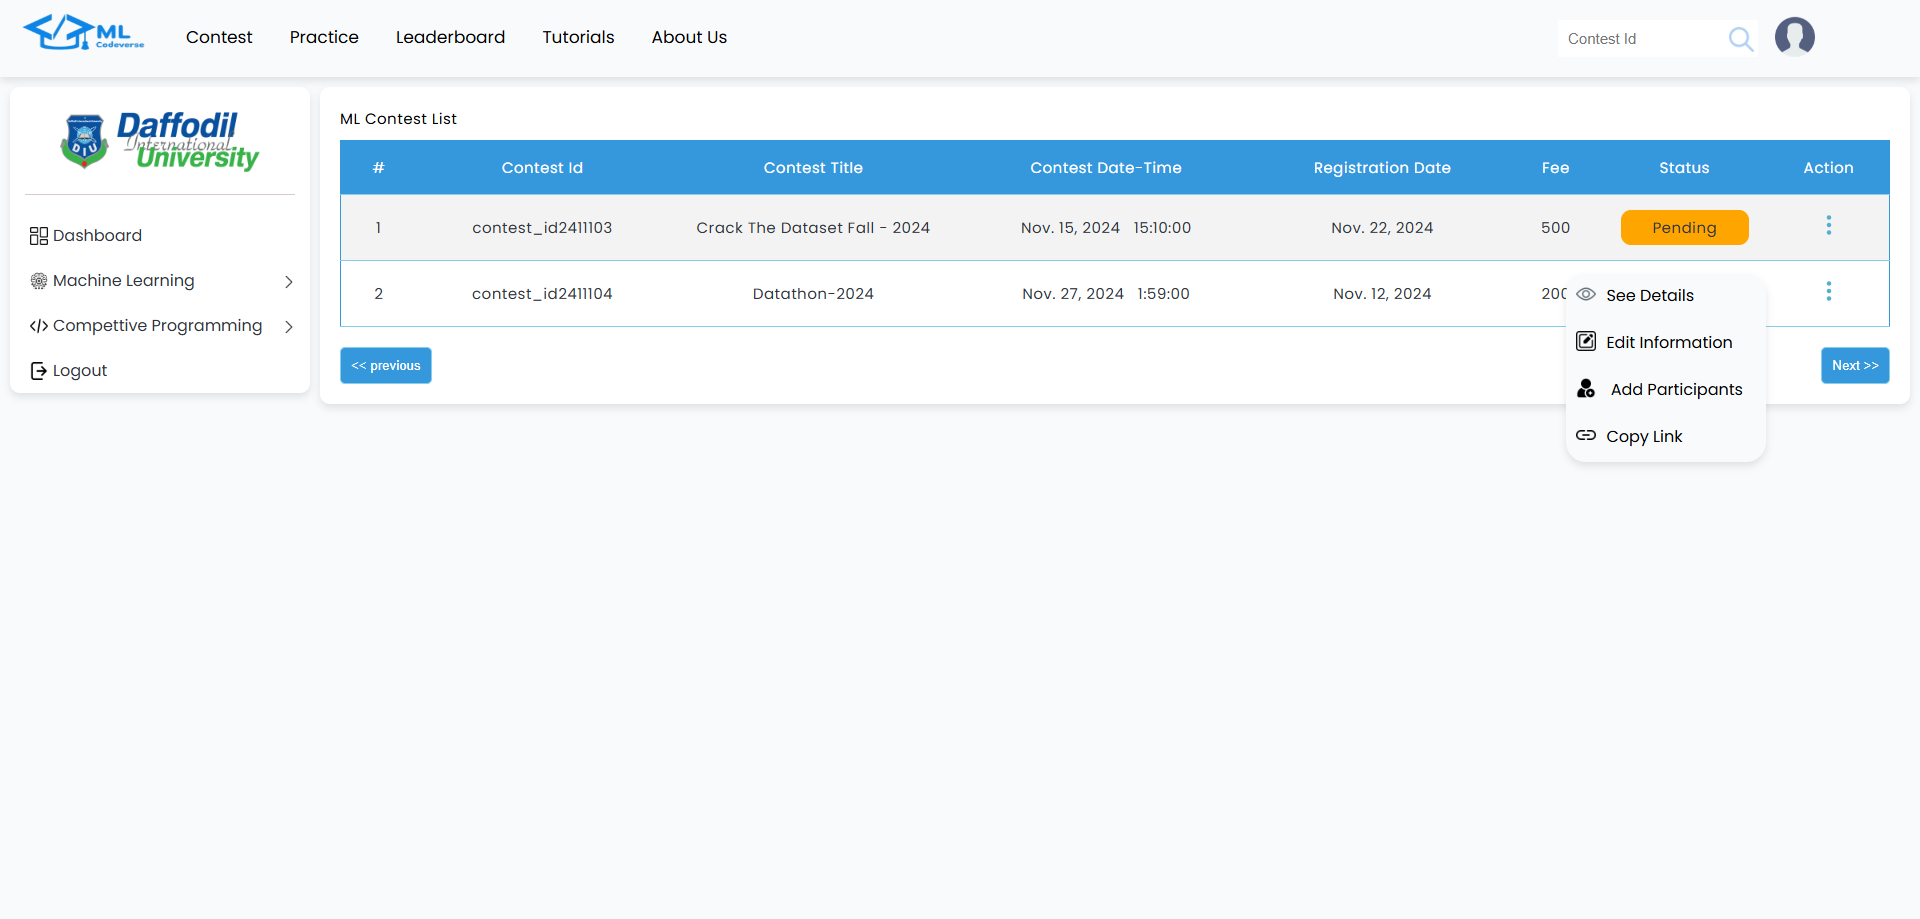 ML
Codeverse
Contest
Practice
Leaderboard
Tutorials
About Us
Contest Id
Daffodil
International
University
DIU
Dashboard
Machine Learning
Compettive Programming
Logout
ML Contest List
# Contest Id Contest Title Contest Date-Time Registration Date Fee Status Action
1 contest_id2411103 Crack The Dataset Fall - 2024 Nov. 15, 2024 15:10:00 Nov. 22, 2024 500 Pending
2 contest_id2411104 Datathon-2024 Nov. 27, 2024 1:59:00 Nov. 12, 2024 200
See Details
Edit Information
Add Participants
Copy Link
<< previous
Next >>